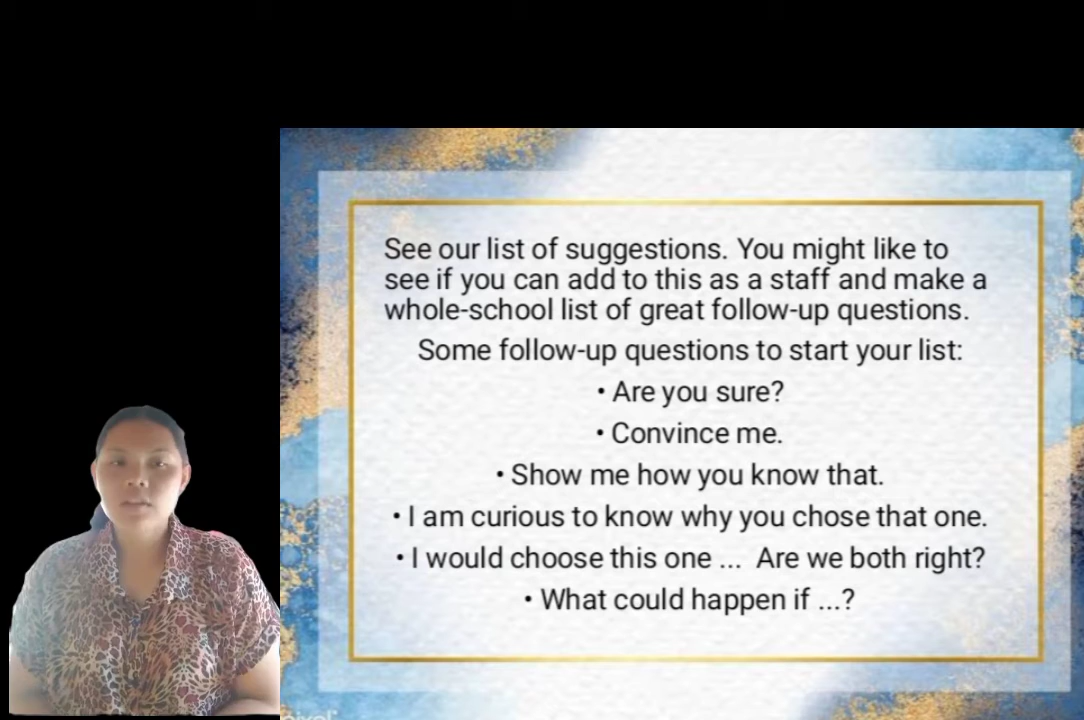 See our list of suggestions. You might like to
see if you can add to this as a staff and make a
whole-school list of great follow-up questions.
Some follow-up questions to start your list:
• Are you sure?
• Convince me.
• Show me how you know that.
• I am curious to know why you chose that one.
• I would choose this one ... Are we both right?
• What could happen if ...?